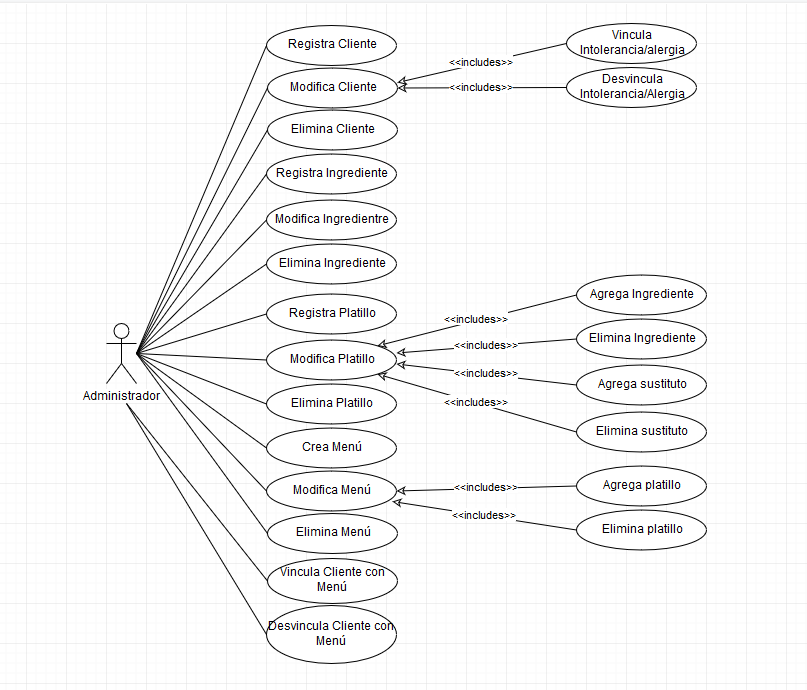 Registra Cliente
Modifica Cliente
Elimina Cliente
Registra Ingrediente
Modifica Ingredientre
Elimina Ingrediente
Registra Platillo
Modifica Platillo
Elimina Platillo
Crea Menú
Modifica Menú
Elimina Menú
Vincula Cliente con
Menú
Desvincula Cliente con
Menú
Administrador
<<includes>>
<<includes>>
<<includes>>
<<includes>>
<<includes>>
<<includes>>
<<includes>>
<<includes>>
Vincula
Intolerancia/alergia
Desvincula
Intolerancia/Alergia
Agrega Ingrediente
Elimina Ingrediente
Agrega sustituto
Elimina sustituto
Agrega platillo
Elimina platillo